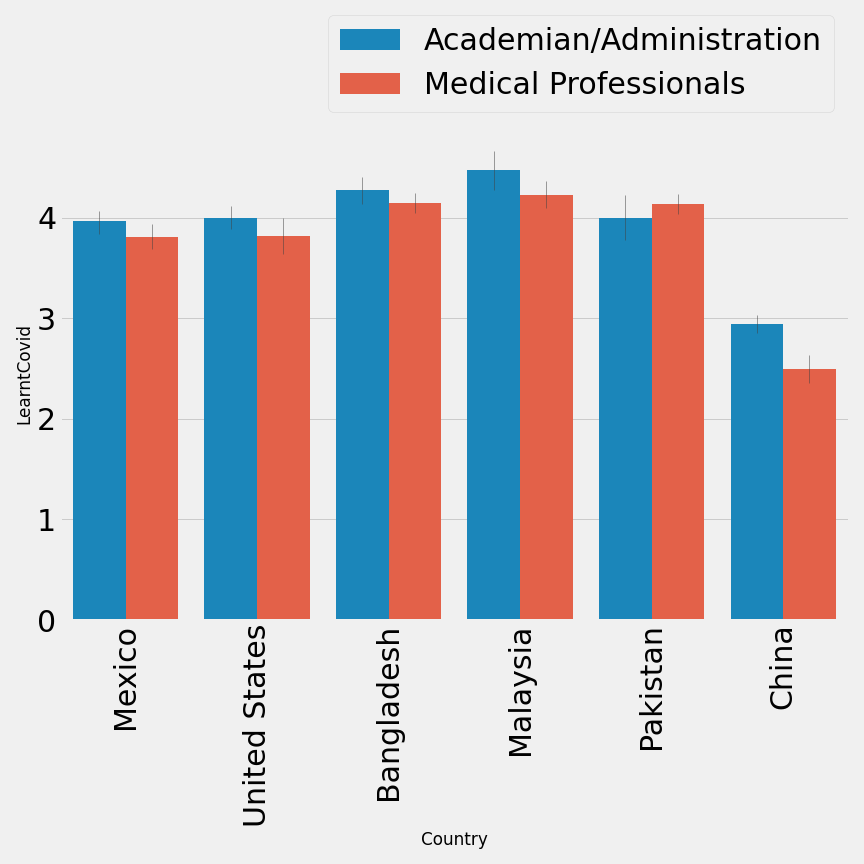 Academian/Administration
Medical Professionals
LearntCovid
4
3
2
1
0
Mexico
United States
Bangladesh
Malaysia
Pakistan
China
Country